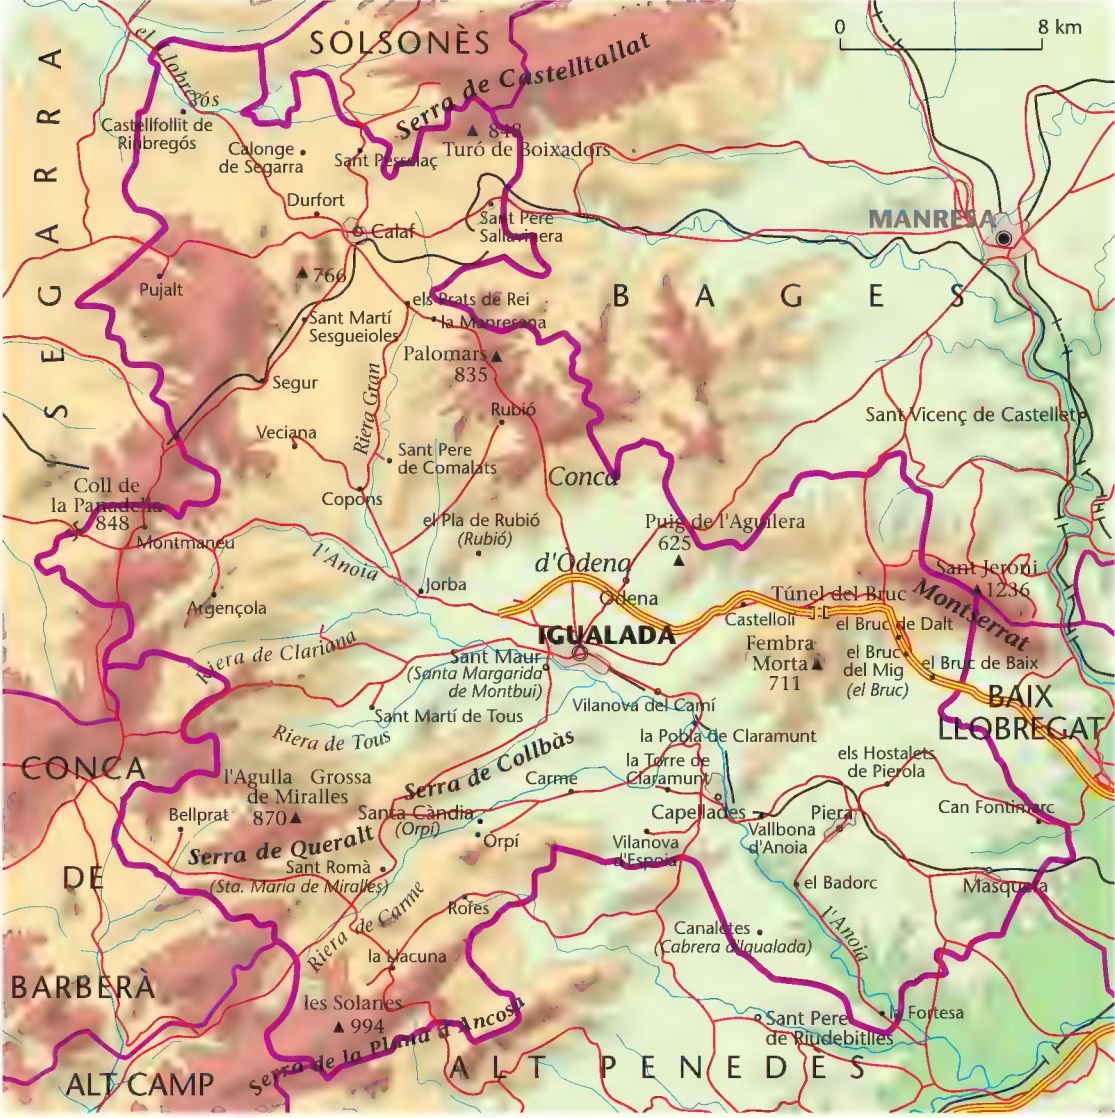 SOLSONÈS
0 8 km
el Llobregós
Serra de Castelltallat
SEGARRA
Castellfollit de
Riubregós
Calonge
de Segarra
Sant Pesselaç
848
Turó de Boixadors
Durfort
Calaf
Sant Pere
Sallavinera
MANRESA
Pujalt
766
BAGES
els Prats de Rei
la Manresana
Sant Martí
Sesgueioles
Palomars
835
Segur
Riera Gran
Rubió
Sant Vicenç de Castellet
Veciana
Sant Pere
de Comalats
Copons
Conca
d'Òdena
Coll de
la Panadella
848
Montmaneu
el Pla de Rubió
(Rubió)
Puig de l'Aguilera
625
l'Anoia
Jorba
Argençola
Òdena
Castellolí
Túnel del Bruc
Sant Jeroni
1236
Montserrat
el Bruc de Dalt
IGUALADA
Fembra
Morta
711
el Bruc
del Mig
(el Bruc)
el Bruc de Baix
Riera de Clariana
Sant Maur
(Santa Margarida
de Montbui)
BAIX
LLOBREGAT
Sant Martí de Tous
Vilanova del Camí
Riera de Tous
la Pobla de Claramunt
Serra de Collbàs
els Hostalets
de Pierola
la Torre de
Claramunt
CONCA
l'Agulla Grossa
de Miralles
870
Carme
Bellprat
Santa Càndia
(Orpí)
Capellades
Piera
Can Fontimarc
Vallbona
d'Anoia
Orpí
Vilanova
d'Espoia
Serra de Queralt
Sant Romà
(Sta. Maria de Miralles)
DE
el Badorc
Masquefa
Riera de Carme
Rofes
Canaletes
(Cabrera d'Igualada)
l'Anoia
la Llacuna
BARBERÀ
les Solanes
994
la Fortesa
Sant Pere
de Riudebitlles
Serra de la Plana d'Ancosa
ALT CAMP
ALT PENEDÈS